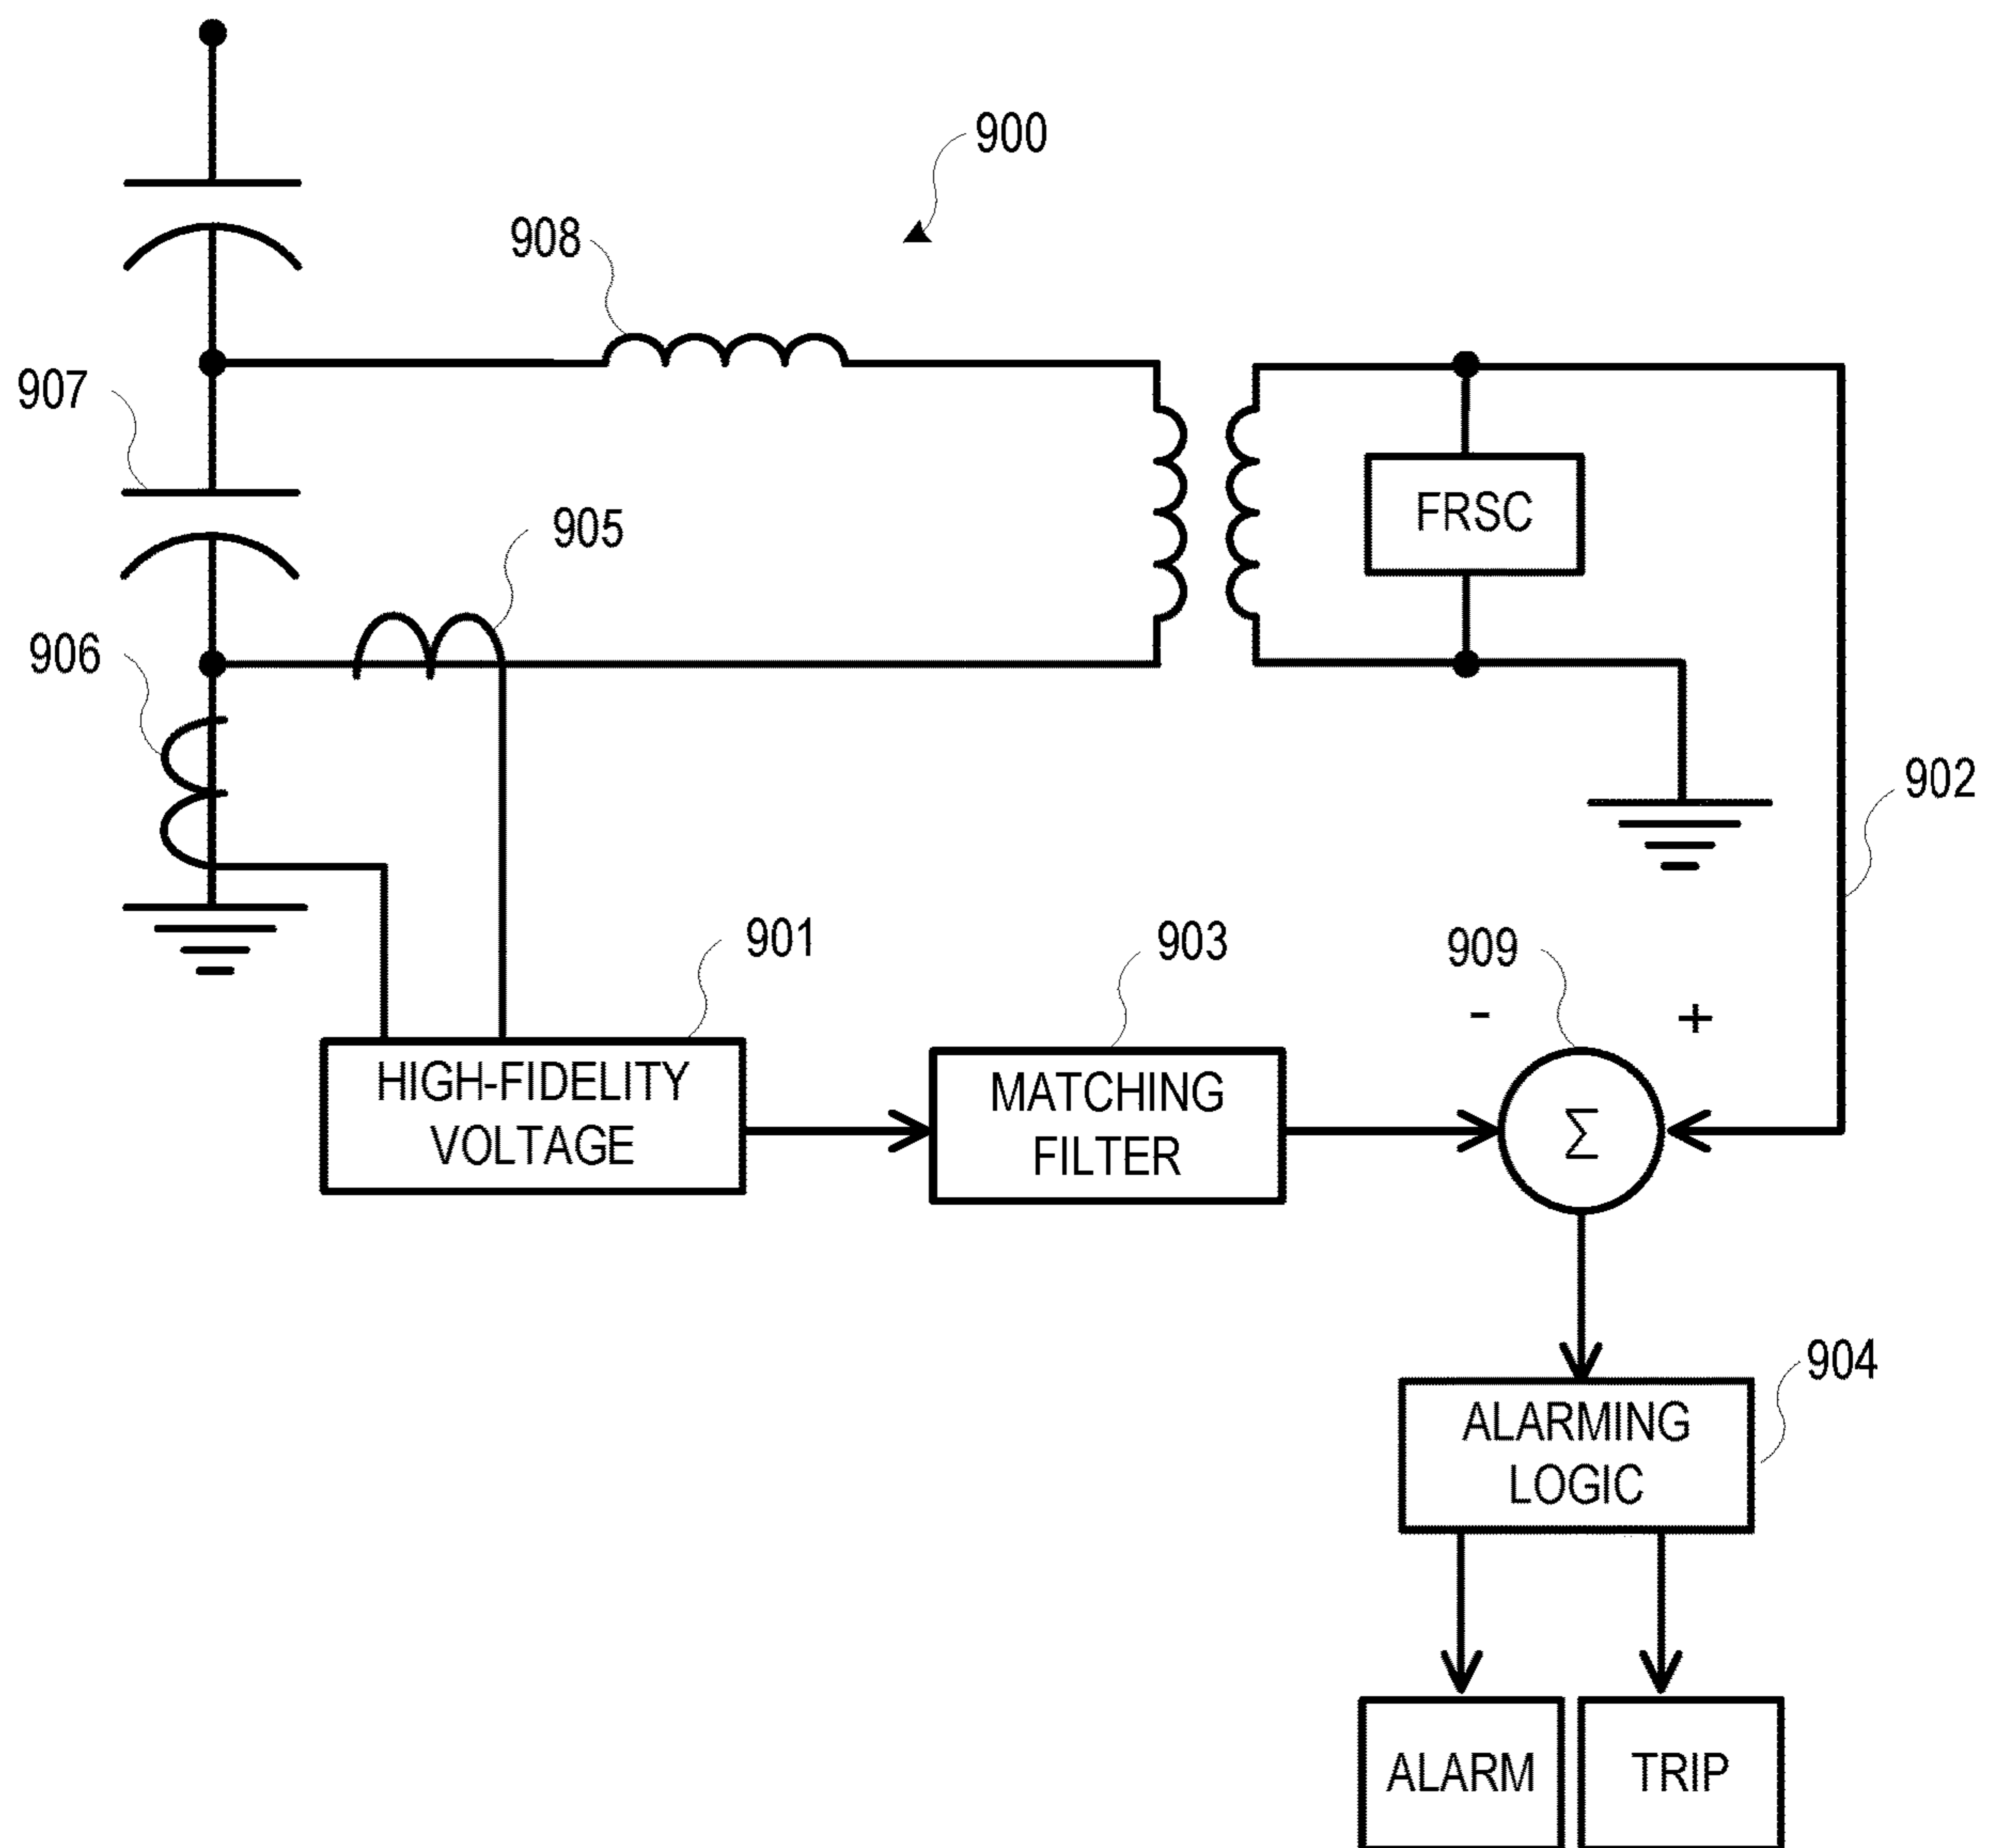 900
908
907
FRSC
905
906
902
901
903
909
- +
HIGH-FIDELITY
VOLTAGE
MATCHING
FILTER
Σ
904
ALARMING
LOGIC
ALARM
TRIP